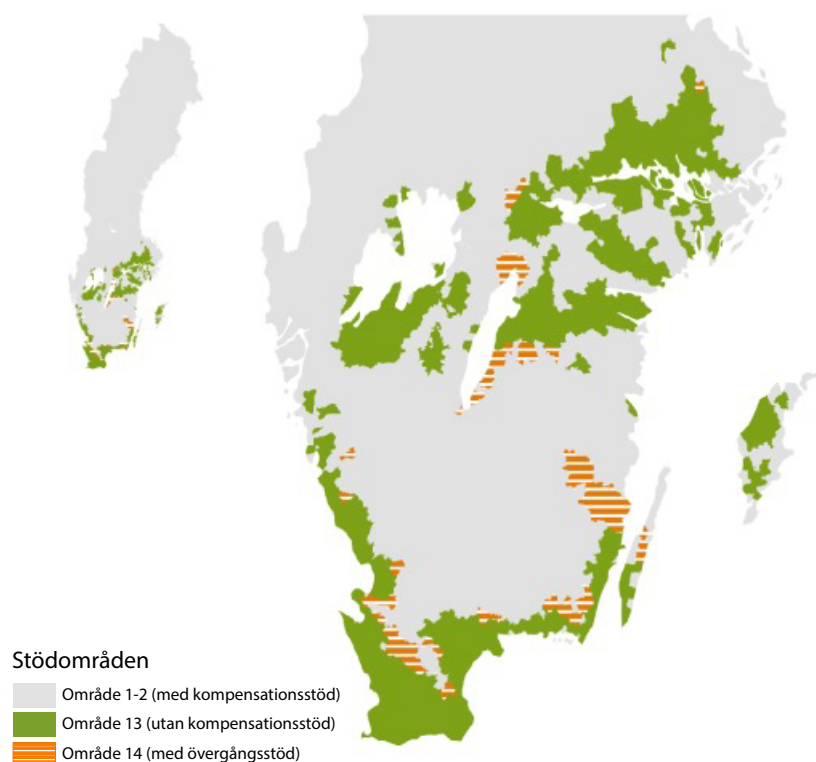 Stödområden
Område 1-2 (med kompensationsstöd)
Område 13 (utan kompensationsstöd)
Område 14 (med övergångsstöd)